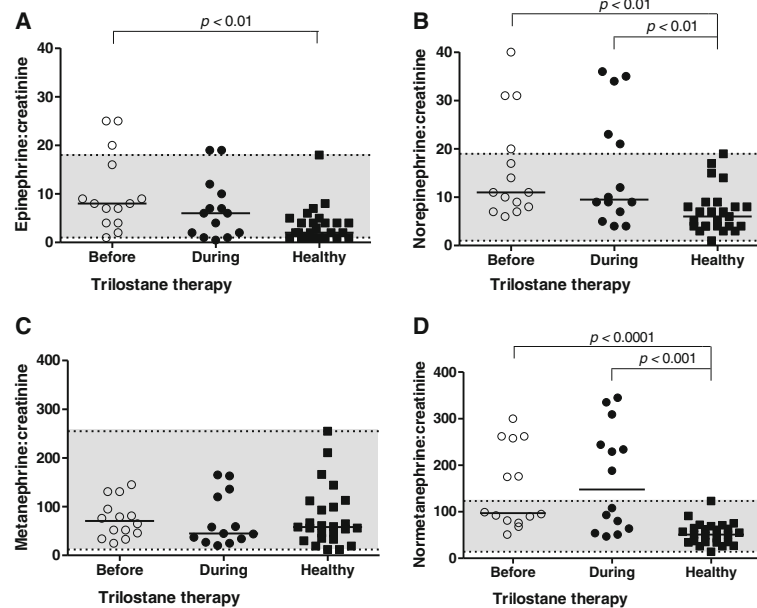 A
p < 0.01
Epinephrine:creatinine
40
30
20
10
0
Before During Healthy
Trilostane therapy
B
p < 0.01
p < 0.01
Norepinephrine:creatinine
40
30
20
10
0
Before During Healthy
Trilostane therapy
C
Metanephrine:creatinine
400
300
200
100
0
Before During Healthy
Trilostane therapy
D
p < 0.0001
p < 0.001
Normetanephrine:creatinine
400
300
200
100
0
Before During Healthy
Trilostane therapy